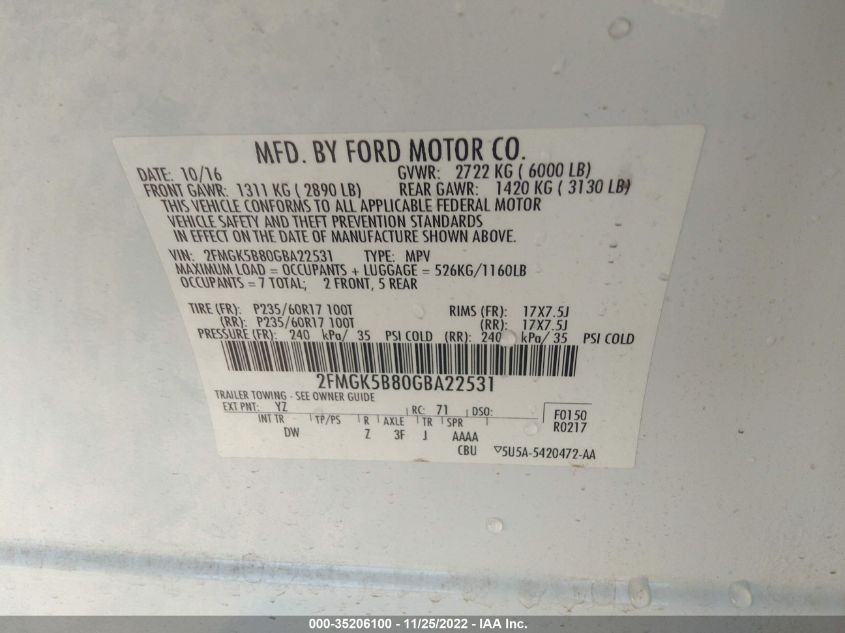 MFD. BY FORD MOTOR CO.
DATE: 10/16 GVWR: 2722 KG ( 6000 LB)
FRONT GAWR: 1311 KG ( 2890 LB) REAR GAWR: 1420 KG ( 3130 LB)
THIS VEHICLE CONFORMS TO ALL APPLICABLE FEDERAL MOTOR
VEHICLE SAFETY AND THEFT PREVENTION STANDARDS
IN EFFECT ON THE DATE OF MANUFACTURE SHOWN ABOVE.
VIN: 2FMGK5B80GBA22531 TYPE: MPV
MAXIMUM LOAD = OCCUPANTS + LUGGAGE = 526KG/1160LB
OCCUPANTS = 7 TOTAL; 2 FRONT, 5 REAR
TIRE (FR): P235/60R17 100T RIMS (FR): 17X7.5J
(RR): P235/60R17 100T (RR): 17X7.5J
PRESSURE (FR): 240 kPa/ 35 PSI COLD (RR): 240 kPa/ 35 PSI COLD
2FMGK5B80GBA22531
TRAILER TOWING - SEE OWNER GUIDE
EXT PNT: YZ RC: 71 DSO: F0150
INT TR TP/PS R AXLE TR SPR R0217
DW Z 3F J AAAA
CBU 5U5A-5420472-AA
000-35206100 - 11/25/2022 - IAA Inc.